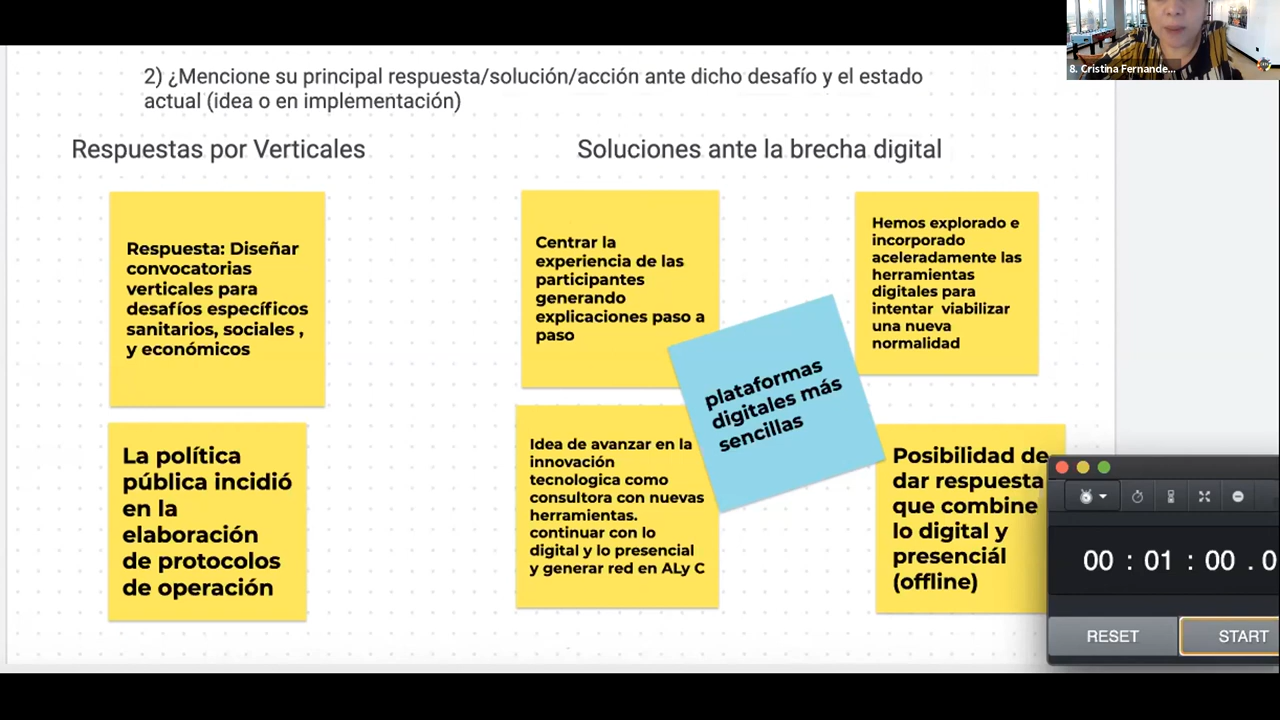 8. Cristina Fernande...
2) ¿Mencione su principal respuesta/solución/acción ante dicho desafío y el estado
actual (idea o en implementación)
Respuestas por Verticales
Soluciones ante la brecha digital
Respuesta: Diseñar
convocatorias
verticales para
desafíos específicos
sanitarios, sociales ,
y económicos
La política
pública incidió
en la
elaboración
de protocolos
de operación
Centrar la
experiencia de las
participantes
generando
explicaciones paso a
paso
Hemos explorado e
incorporado
aceleradamente las
herramientas
digitales para
intentar viabilizar
una nueva
normalidad
plataformas
digitales más
sencillas
Idea de avanzar en la
innovación
tecnologica como
consultora con nuevas
herramientas.
continuar con lo
digital y lo presencial
y generar red en ALy C
Posibilidad de
dar respuesta
que combine
lo digital y
presenciál
(offline)
00 : 01 : 00 . 0
RESET
START